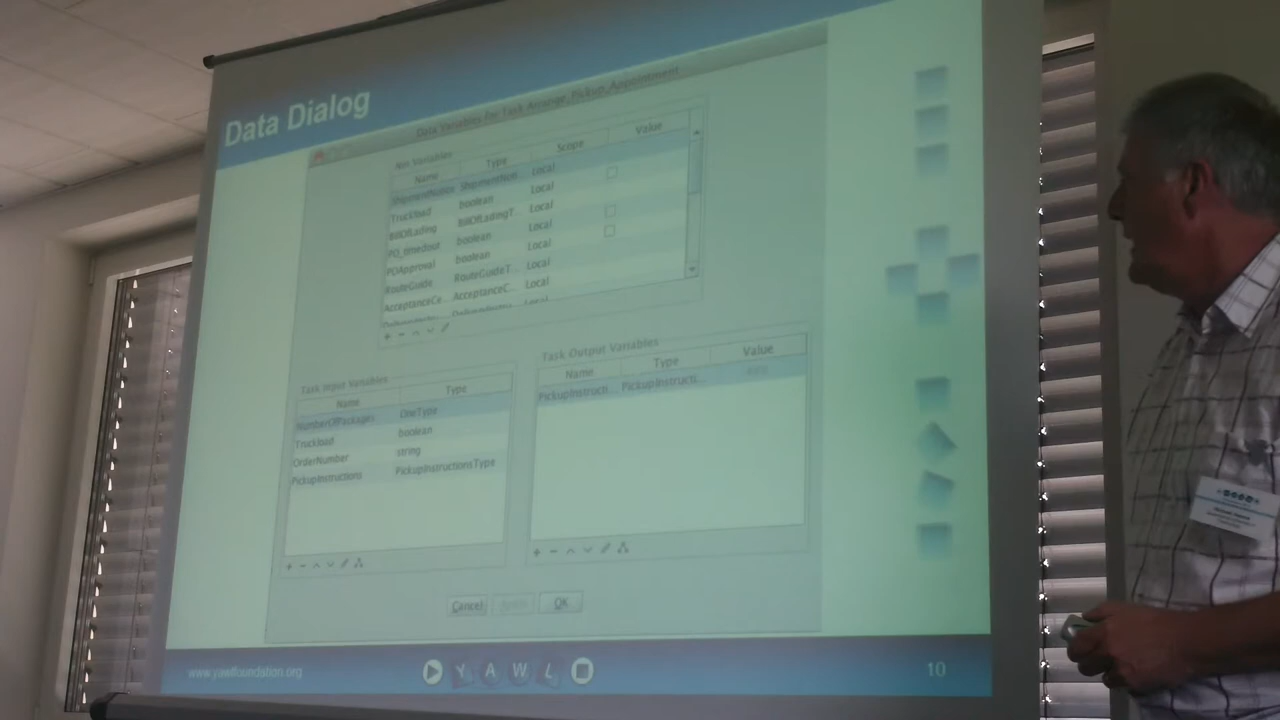 Data Dialog
Data Variables for Task Arrange_Pickup_Appointment
Net Variables
Name Type Scope Value
ShipmentNotice ShipmentNoti... Local
Truckload boolean Local
BillOfLading BillOfLadingT... Local
PO_timedout boolean Local
POApproval boolean Local
RouteGuide RouteGuideT... Local
AcceptanceCe... AcceptanceC... Local
Local
Task Input Variables
Name Type
NumberOfPackages LineType
Truckload boolean
OrderNumber string
PickupInstructions PickupInstructionsType
Task Output Variables
Name Type Value
PickupInstructi... PickupInstructi...
Cancel Apply OK
www.yawlfoundation.org
Y A W L
10